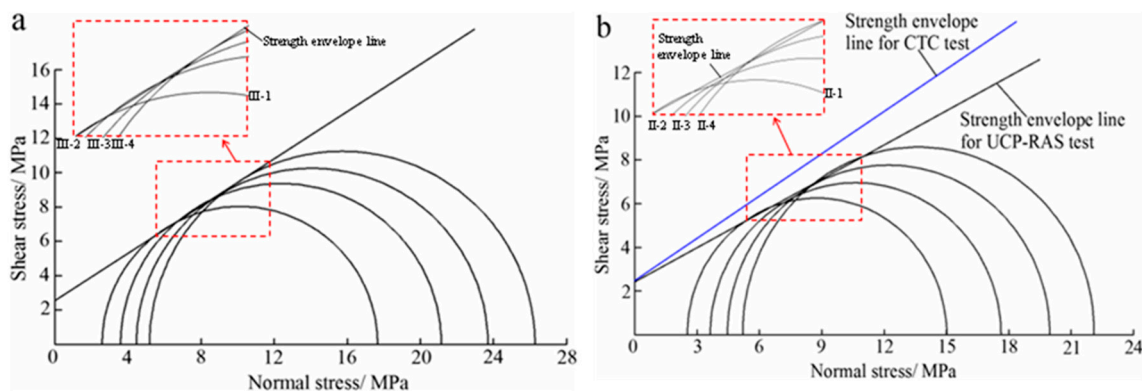 a
Strength envelope line
III-1
III-2 III-3 III-4
Shear stress/ MPa
16
14
12
10
8
6
4
2
0 4 8 12 16 20 24 28
Normal stress/ MPa
b
Strength
envelope line
II-1
II-2 II-3 II-4
Strength envelope
line for CTC test
Strength envelope line
for UCP-RAS test
Shear stress/ MPa
12
10
8
6
4
2
0 3 6 9 12 15 18 21 24
Normal stress/ MPa